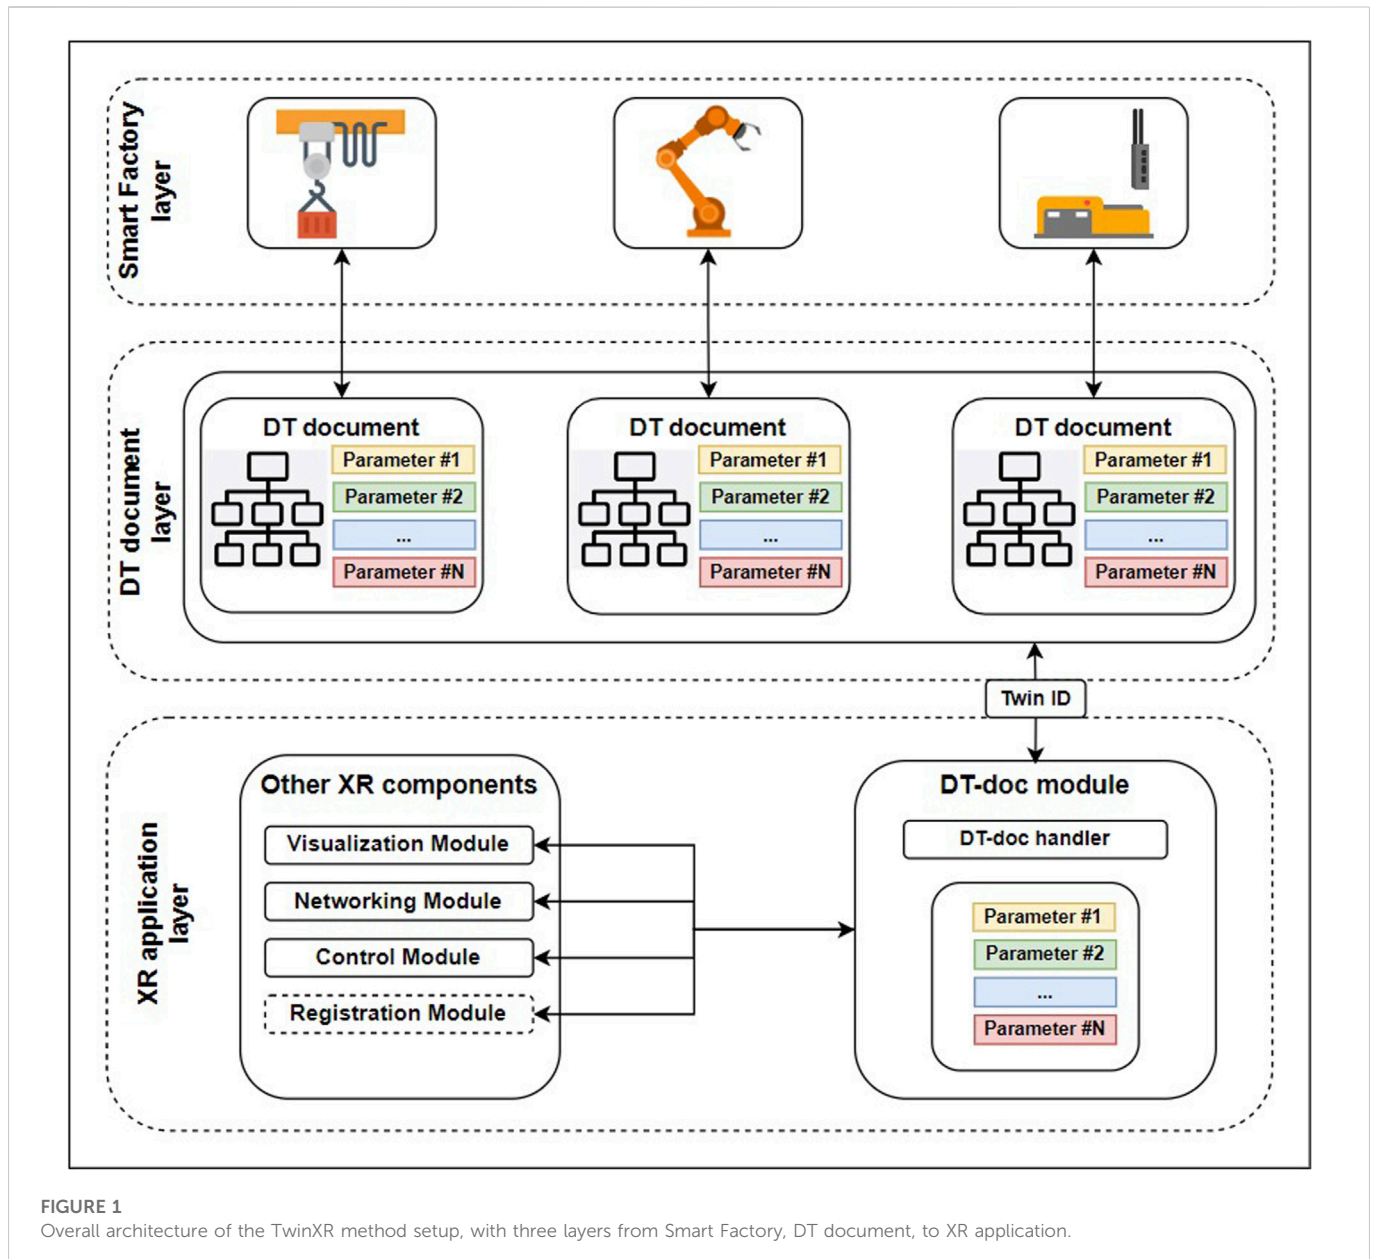 Smart Factory
layer
DT document
layer
DT document
Parameter #1
Parameter #2
...
Parameter #N
DT document
Parameter #1
Parameter #2
...
Parameter #N
DT document
Parameter #1
Parameter #2
...
Parameter #N
Twin ID
XR application
layer
Other XR components
Visualization Module
Networking Module
Control Module
Registration Module
DT-doc module
DT-doc handler
Parameter #1
Parameter #2
...
Parameter #N
FIGURE 1
Overall architecture of the TwinXR method setup, with three layers from Smart Factory, DT document, to XR application.